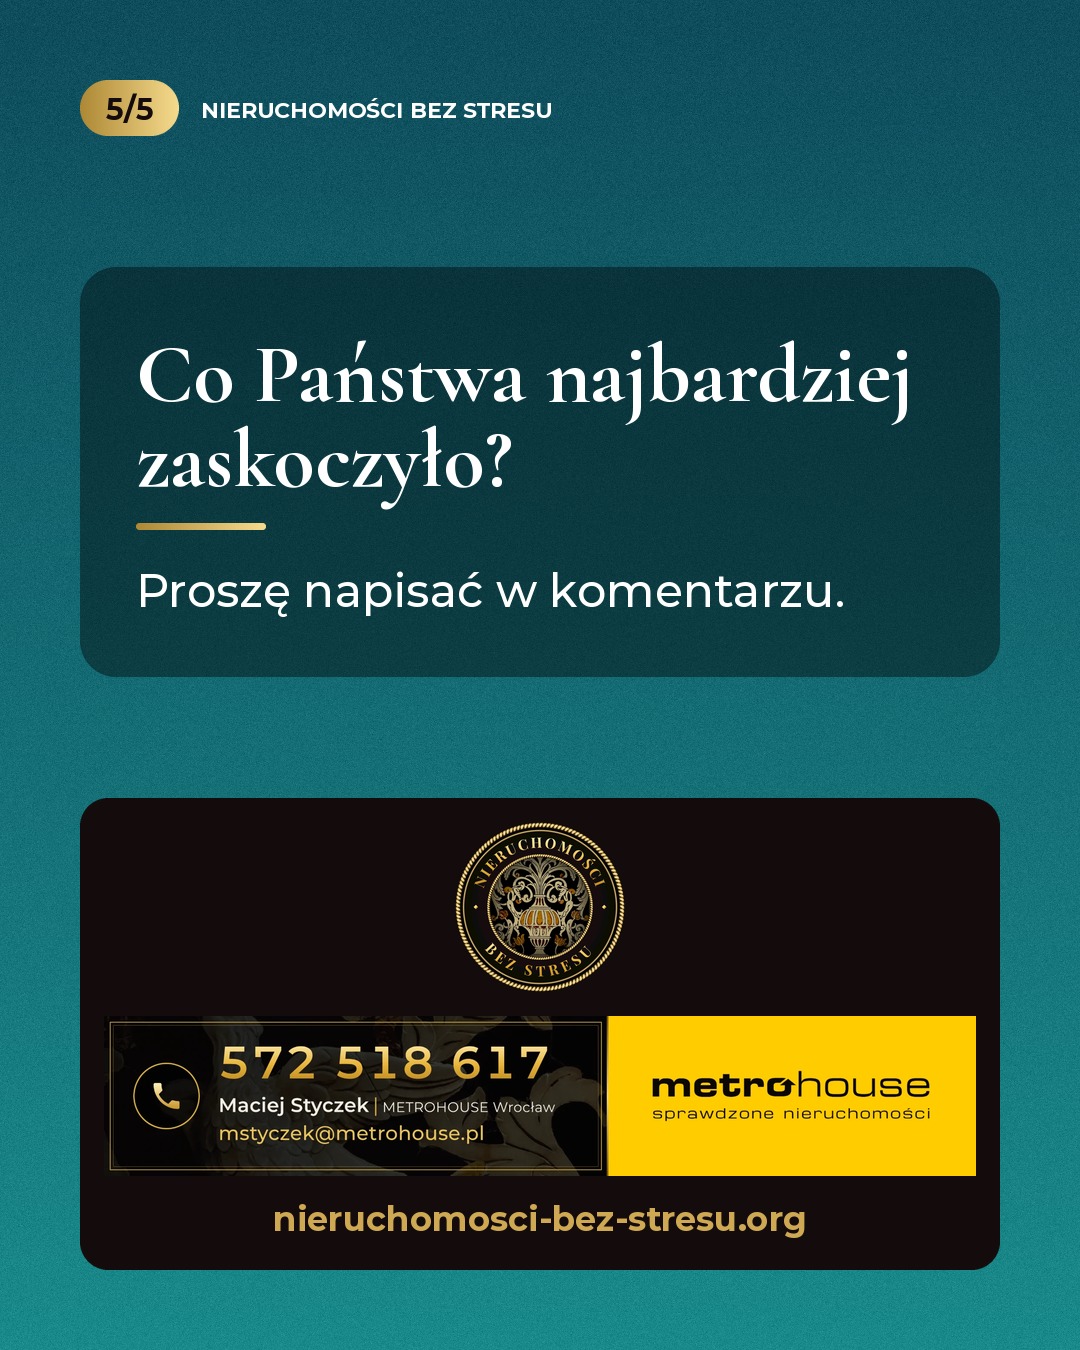 5/5 NIERUCHOMOŚCI BEZ STRESU
Co Państwa najbardziej
zaskoczyło?
Proszę napisać w komentarzu.
NIERUCHOMOŚCI
BEZ STRESU
572 518 617
Maciej Styczek | METROHOUSE Wrocław
mstyczek@metrohouse.pl
metrohouse
sprawdzone nieruchomości
nieruchomosci-bez-stresu.org